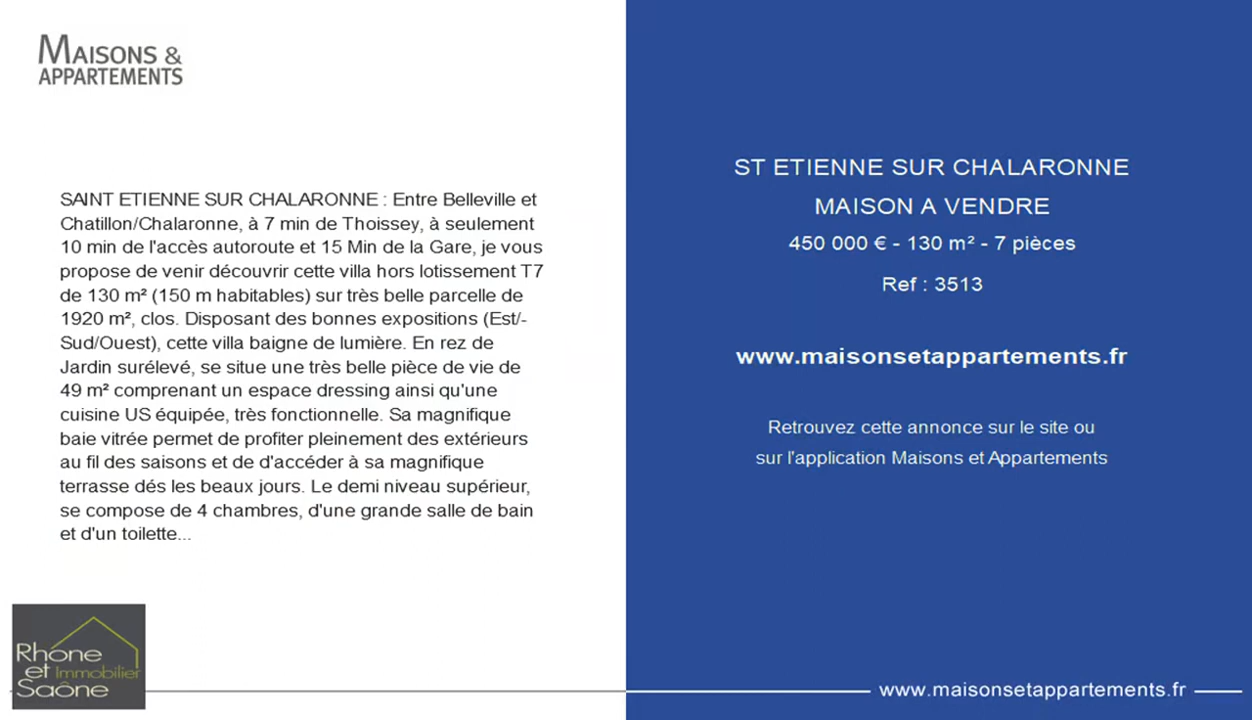 MAISONS &
APPARTEMENTS
SAINT ETIENNE SUR CHALARONNE : Entre Belleville et
Chatillon/Chalaronne, à 7 min de Thoissey, à seulement
10 min de l'accès autoroute et 15 Min de la Gare, je vous
propose de venir découvrir cette villa hors lotissement T7
de 130 m² (150 m habitables) sur très belle parcelle de
1920 m², clos. Disposant des bonnes expositions (Est/-
Sud/Ouest), cette villa baigne de lumière. En rez de
Jardin surélevé, se situe une très belle pièce de vie de
49 m² comprenant un espace dressing ainsi qu'une
cuisine US équipée, très fonctionnelle. Sa magnifique
baie vitrée permet de profiter pleinement des extérieurs
au fil des saisons et de d'accéder à sa magnifique
terrasse dés les beaux jours. Le demi niveau supérieur,
se compose de 4 chambres, d'une grande salle de bain
et d'un toilette...
Rhône
et Immobilier
Saône
ST ETIENNE SUR CHALARONNE
MAISON A VENDRE
450 000 € - 130 m² - 7 pièces
Ref : 3513
www.maisonsetappartements.fr
Retrouvez cette annonce sur le site ou
sur l'application Maisons et Appartements
www.maisonsetappartements.fr